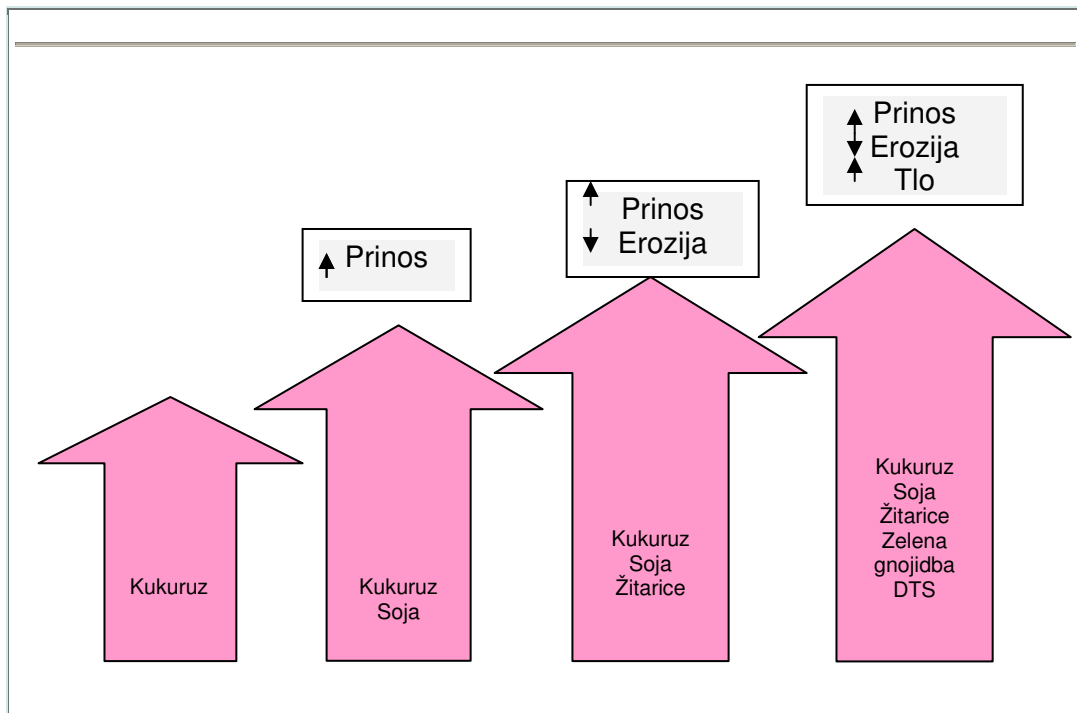 Kukuruz
Prinos
Kukuruz
Soja
Prinos
Erozija
Kukuruz
Soja
Žitarice
Prinos
Erozija
Tlo
Kukuruz
Soja
Žitarice
Zelena
gnojidba
DTS